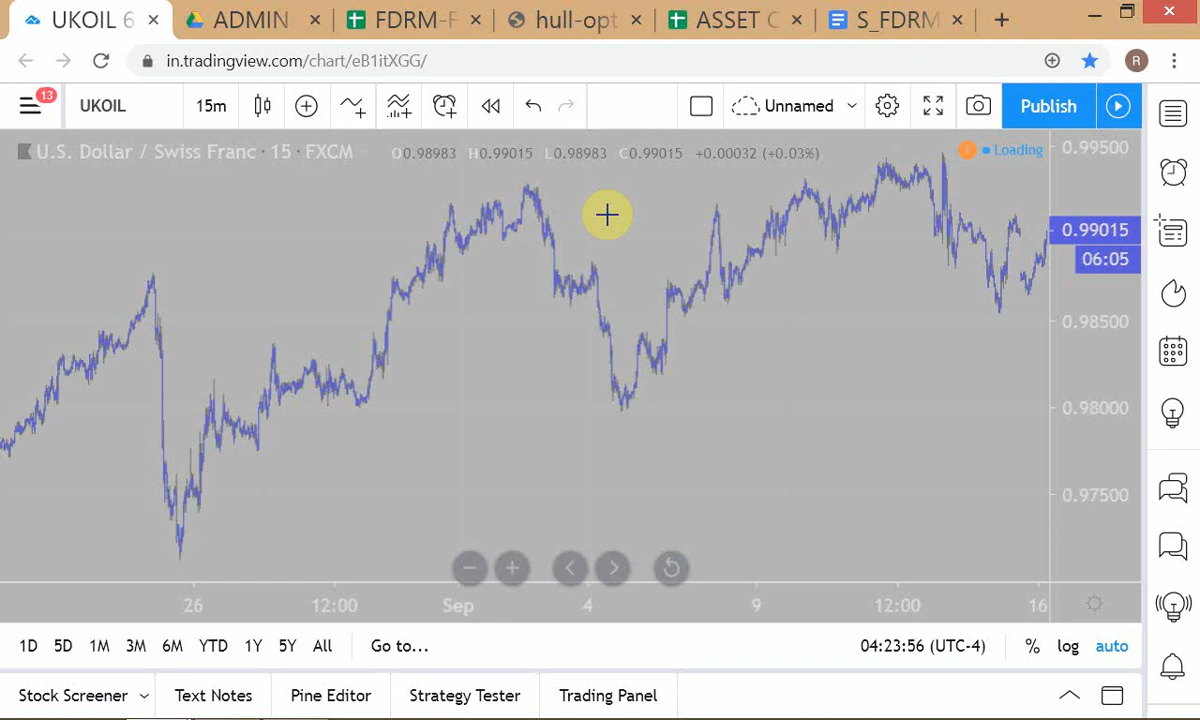 UKOIL 6 ADMIN FDRM-F hull-opt ASSET C S_FDRM
in.tradingview.com/chart/eB1itXGG/ R
13 UKOIL 15m Unnamed Publish
U.S. Dollar / Swiss Franc · 15 · FXCM O0.98983 H0.99015 L0.98983 C0.99015 +0.00032 (+0.03%) Loading
0.99500
0.99015
06:05
0.98500
0.98000
0.97500
26 12:00 Sep 4 9 12:00 16
1D 5D 1M 3M 6M YTD 1Y 5Y All Go to... 04:23:56 (UTC-4) % log auto
Stock Screener Text Notes Pine Editor Strategy Tester Trading Panel